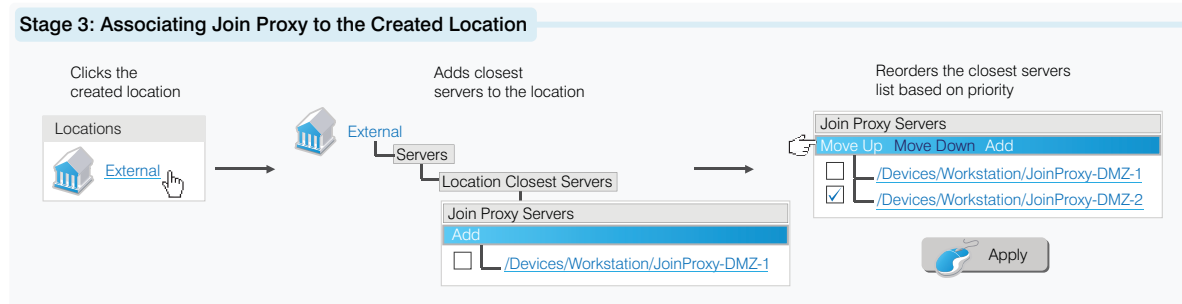 Stage 3: Associating Join Proxy to the Created Location
Clicks the
created location
Locations
External
Adds closest
servers to the location
External
Servers
Location Closest Servers
Join Proxy Servers
Add
/Devices/Workstation/JoinProxy-DMZ-1
Reorders the closest servers
list based on priority
Join Proxy Servers
Move Up Move Down Add
/Devices/Workstation/JoinProxy-DMZ-1
/Devices/Workstation/JoinProxy-DMZ-2
Apply